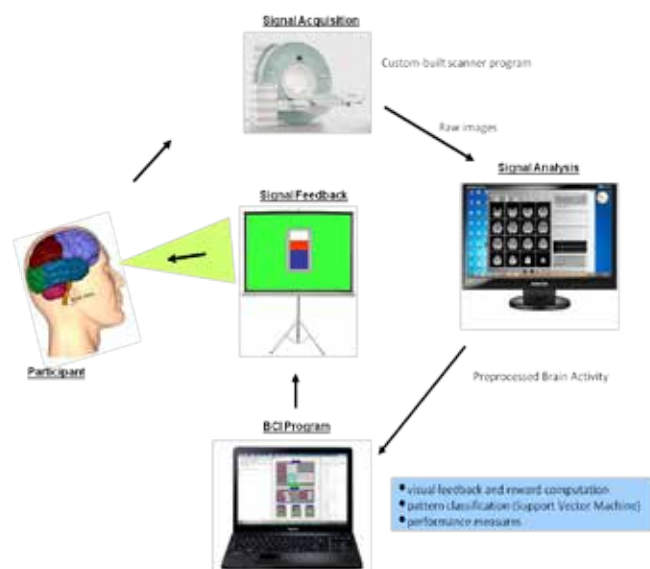 Signal Acquisition
Custom-built scanner program
Raw images
Signal Analysis
Signal Feedback
Participant
Preprocessed Brain Activity
BCI Program
• visual feedback and reward computation
• pattern classification (Support Vector Machine)
• performance measures